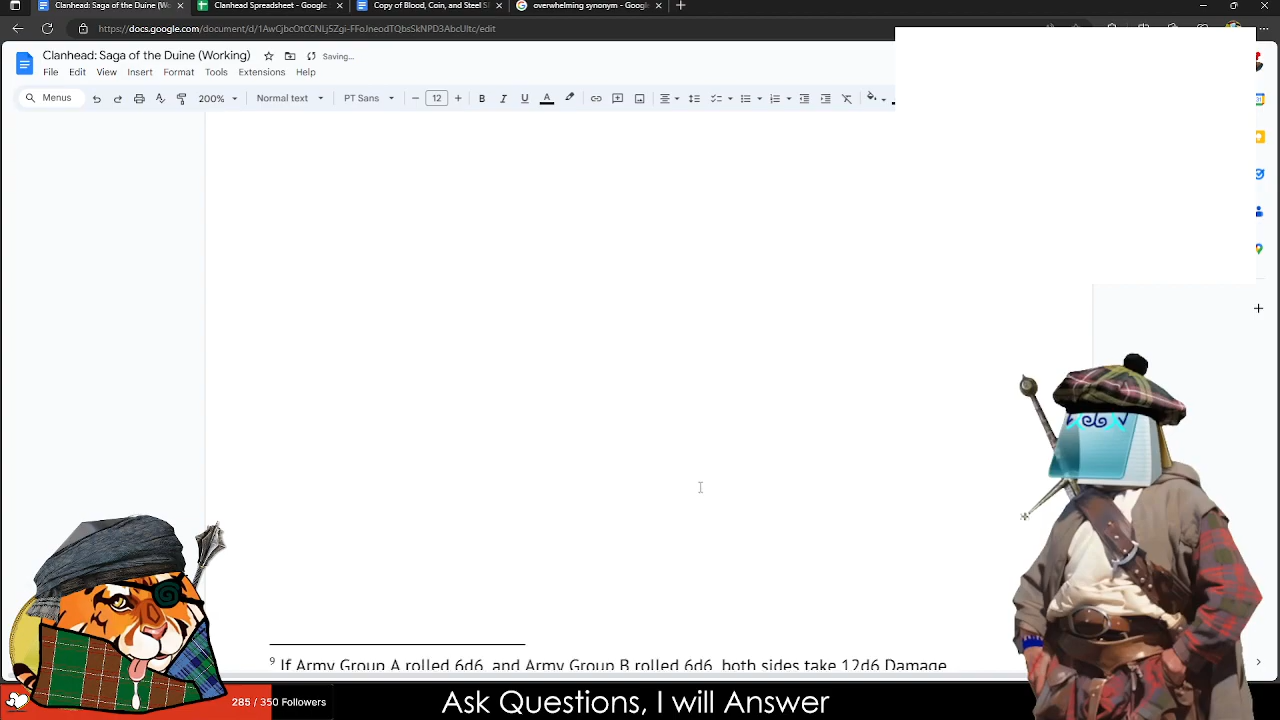 Clanhead: Saga of the Duine (Wo
Clanhead Spreadsheet - Google
Copy of Blood, Coin, and Steel S
overwhelming synonym - Google
https://docs.google.com/document/d/1AwCjbcOtCCNLj5Zgi-FFoJneodTQbsSkNPD3AbcUltc/edit
Clanhead: Saga of the Duine (Working)
Saving...
File Edit View Insert Format Tools Extensions Help
Menus 200% Normal text PT Sans 12 B I U A
9 If Army Group A rolled 6d6, and Army Group B rolled 6d6, both sides take 12d6 Damage
285 / 350 Followers
Ask Questions, I will Answer